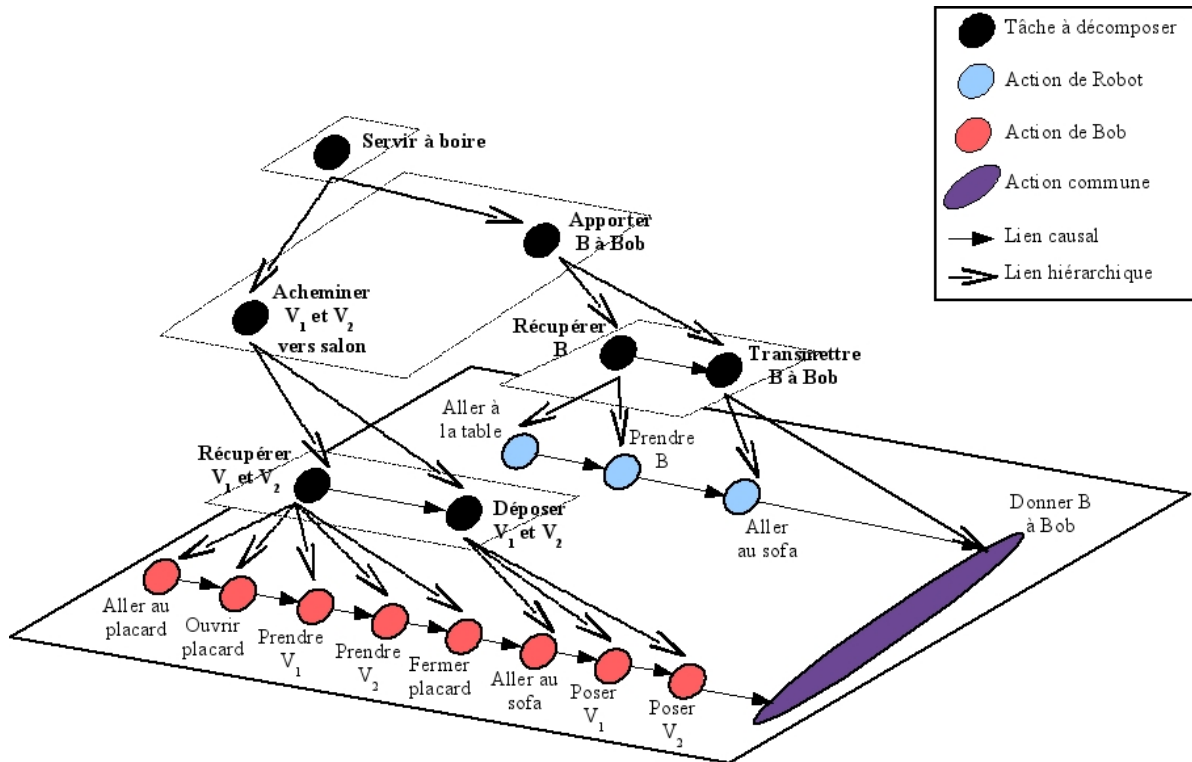 Tâche à décomposer
Action de Robot
Action de Bob
Action commune
Lien causal
Lien hiérarchique
Servir à boire
Apporter
B à Bob
Acheminer
V₁ et V₂
vers salon
Récupérer
B
Transmettre
B à Bob
Aller à
la table
Prendre
B
Aller
au sofa
Donner B
à Bob
Récupérer
V₁ et V₂
Déposer
V₁ et V₂
Aller au
placard
Ouvrir
placard
Prendre
V₁
Prendre
V₂
Fermer
placard
Aller au
sofa
Poser
V₁
Poser
V₂